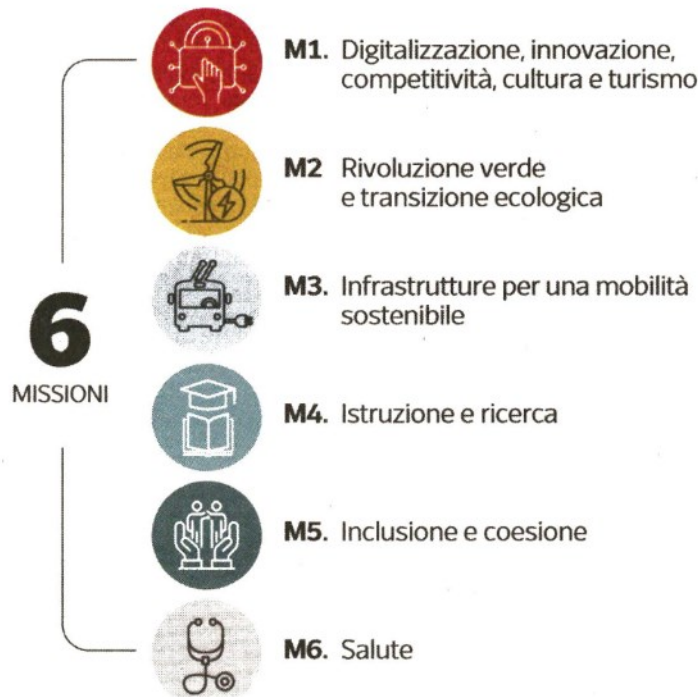 M1. Digitalizzazione, innovazione,
competitività, cultura e turismo
M2 Rivoluzione verde
e transizione ecologica
M3. Infrastrutture per una mobilità
sostenibile
6
MISSIONI
M4. Istruzione e ricerca
M5. Inclusione e coesione
M6. Salute